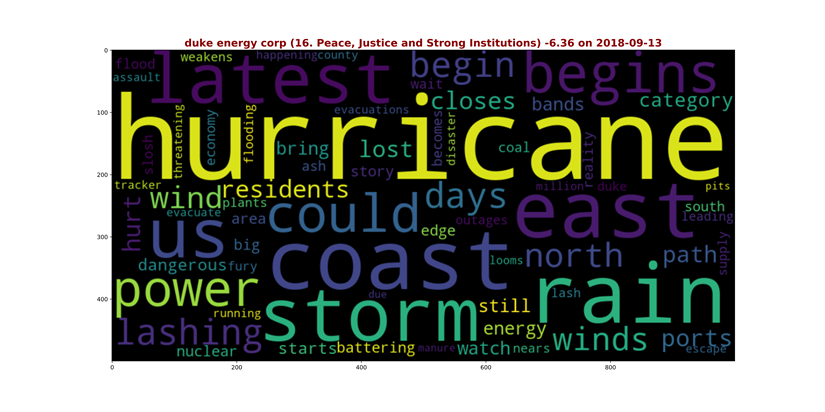 duke energy corp (16. Peace, Justice and Strong Institutions) -6.36 on 2018-09-13
0
100
200
300
400
0
200
400
600
800
flood
weakens
happening
county
latest
begin
begins
assault
wait
closes
bands
category
hurricane
threatening
economy
flooding
evacuations
becomes
disaster
slosh
bring
lost
coal
reality
ash
story
tracker
wind
residents
days
million
duke
pits
plants
evacuate
area
could
east
south
leading
outages
hurt
us
big
edge
coast
north
path
supply
dangerous
fury
looms
power
due
rain
running
storm
still
lash
lashing
energy
winds
ports
nuclear
starts
battering
manure
watch
nears
escape